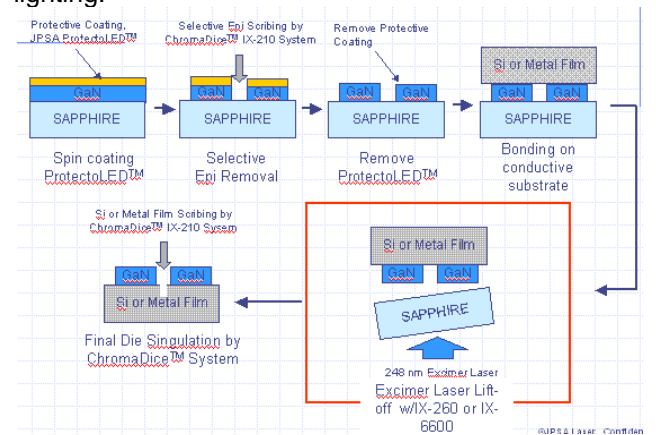 lighting.
Protective Coating,
JPSA ProtectoLED™
GaN
SAPPHIRE
Spin coating
ProtectoLED™
Selective Epi Scribing by
ChromaDice™ IX-210 System
GaN GaN
SAPPHIRE
Selective
Epi Removal
Remove Protective
Coating
GaN GaN
SAPPHIRE
Remove
ProtectoLED™
Si or Metal Film
GaN GaN
SAPPHIRE
Bonding on
conductive
substrate
Si or Metal Film
GaN GaN
SAPPHIRE
248 nm Excimer Laser
Excimer Laser Lift-
off w/IX-260 or IX-
6600
Si or Metal Film Scribing by
ChromaDice™ IX-210 Sysem
GaN GaN
Si or Metal Film
Final Die Singulation by
ChromaDice™ System
©JPSA Laser Confiden